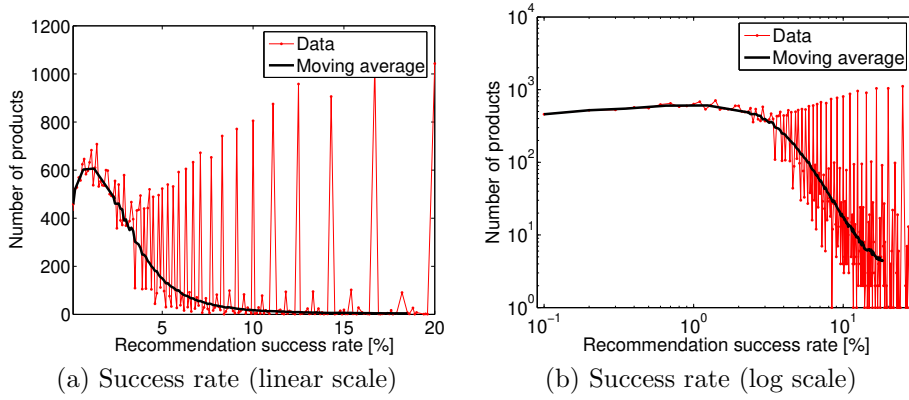 1200
1000
800
600
400
200
0
5
10
15
20
Number of products
Recommendation success rate [%]
Data
Moving average
(a) Success rate (linear scale)
10^4
10^3
10^2
10^1
10^0
10^−1
10^0
10^1
Number of products
Recommendation success rate [%]
Data
Moving average
(b) Success rate (log scale)